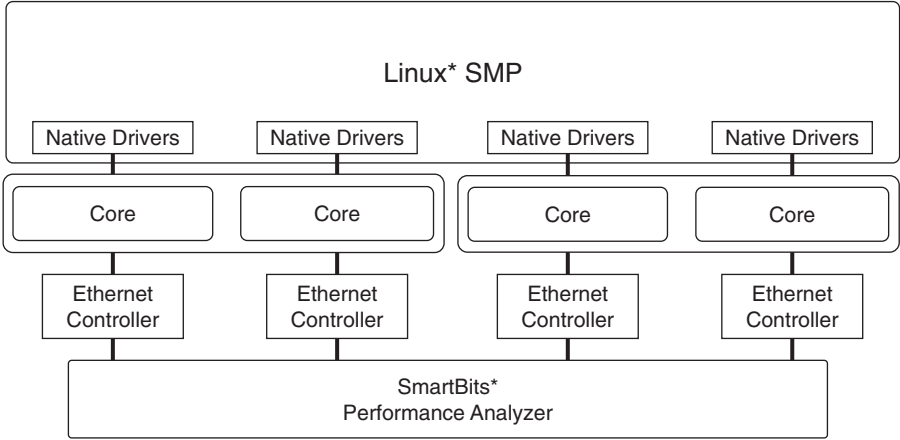 Linux* SMP
Native Drivers Native Drivers Native Drivers Native Drivers
Core Core Core Core
Ethernet Ethernet Ethernet Ethernet
Controller Controller Controller Controller
SmartBits*
Performance Analyzer